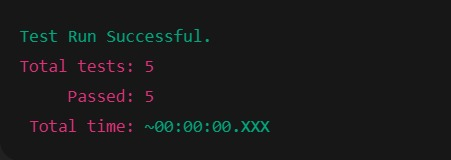 Test Run Successful.
Total tests: 5
Passed: 5
Total time: ~00:00:00.XXX